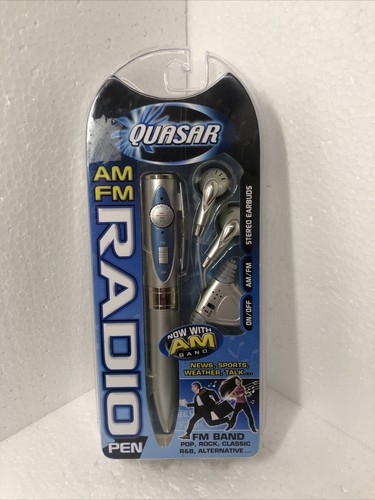 QUASAR
AM
FM
RADIO
PEN
STEREO EARBUDS
AM/FM
ON/OFF
NOW WITH
AM
BAND
NEWS, SPORTS,
WEATHER, TALK...
FM BAND
POP, ROCK, CLASSIC
R&B, ALTERNATIVE...